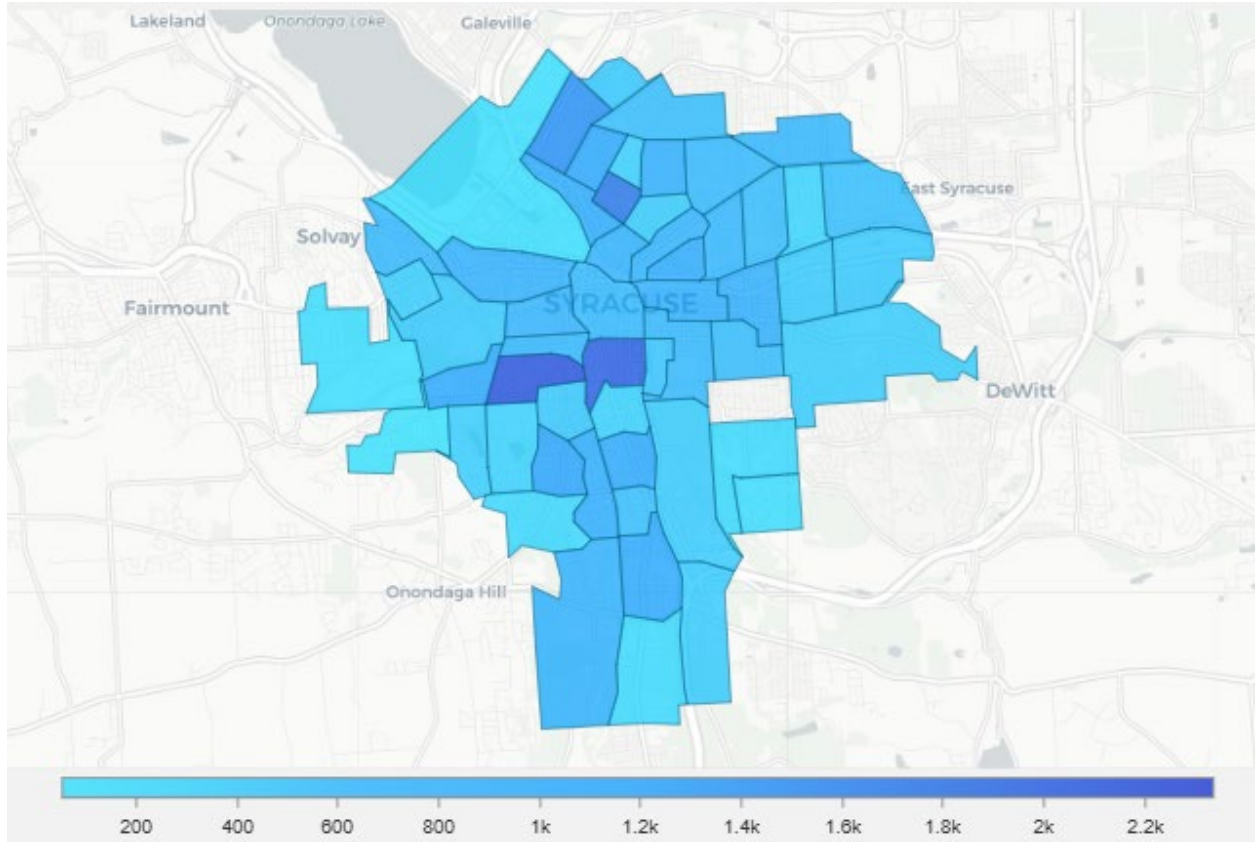 Lakeland
Onondaga Lake
Galeville
East Syracuse
Solvay
Fairmount
SYRACUSE
DeWitt
Onondaga Hill
200 400 600 800 1k 1.2k 1.4k 1.6k 1.8k 2k 2.2k